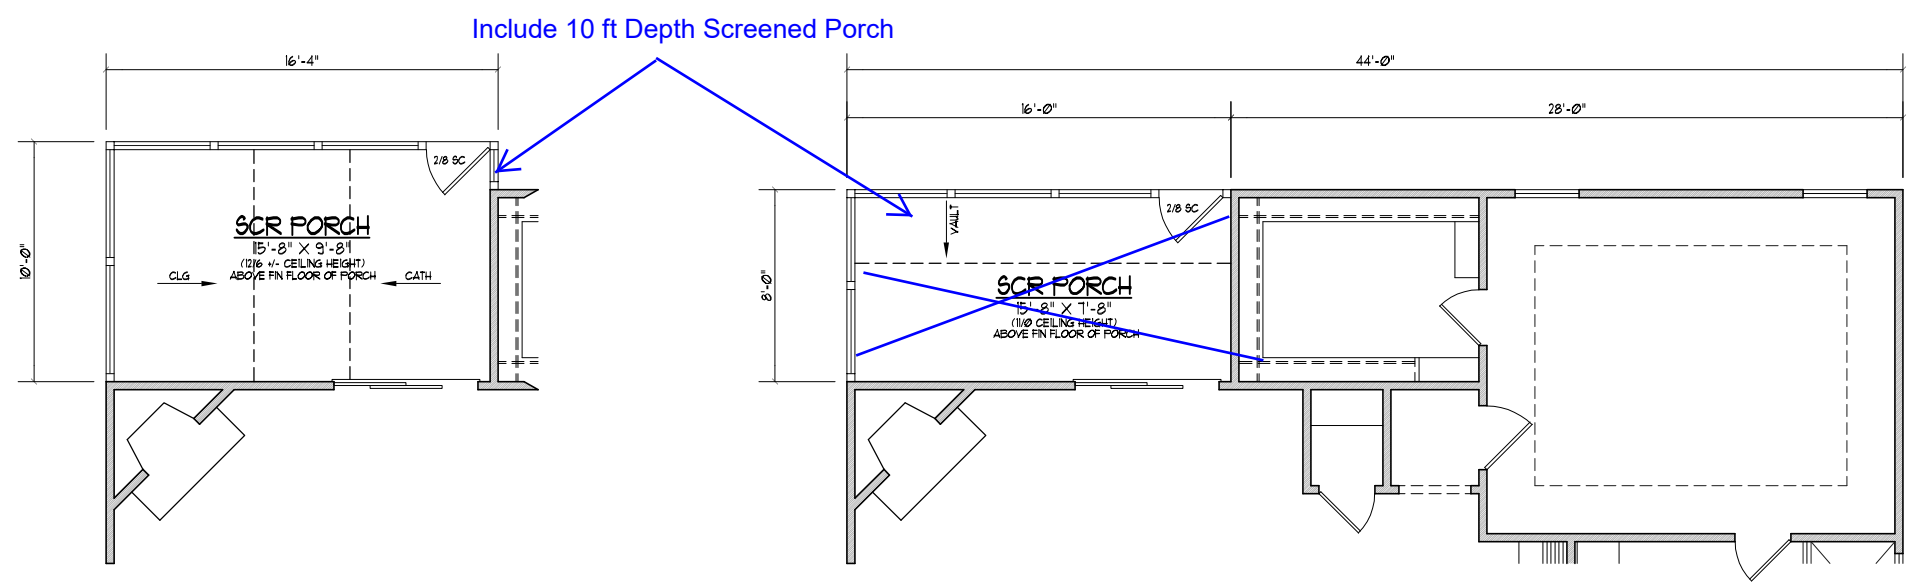 Include 10 ft Depth Screened Porch
16'-4"
44'-0"
16'-0"
28'-0"
2/8 SC
10'-0"
SCR PORCH
15'-8" X 9'-8"
(12/6 +/- CEILING HEIGHT)
ABOVE FIN FLOOR OF PORCH
CLG
CATH
2/8 SC
VAULT
8'-0"
SCR PORCH
15'-8" X 7'-8"
(11/0 CEILING HEIGHT)
ABOVE FIN FLOOR OF PORCH